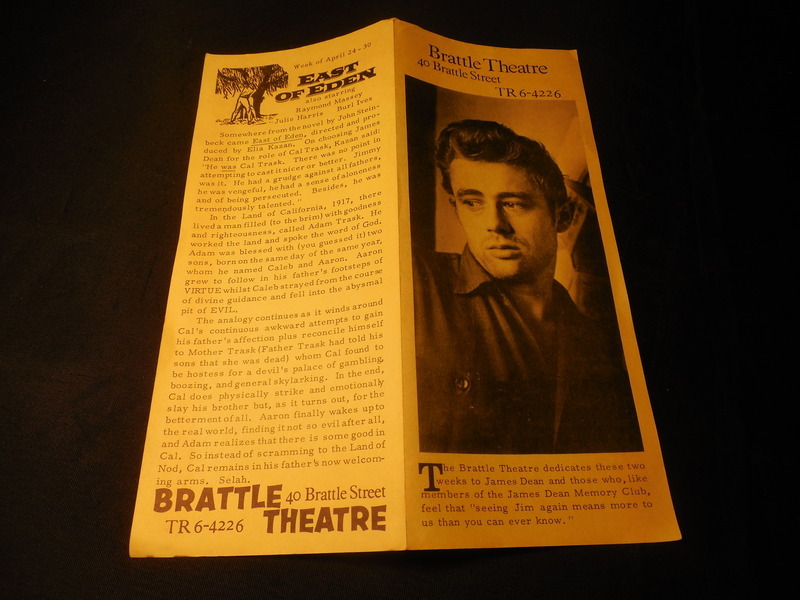 Week of April 24-30
EAST
OF EDEN
also starring
Raymond Massey
Julie Harris Burl Ives
Somewhere from the novel by John Stein-
beck came East of Eden, directed and pro-
duced by Elia Kazan. On choosing James
Dean for the role of Cal Trask, Kazan said:
"He was Cal Trask. There was no point in
attempting to cast it nicer or better. Jimmy
was it. He had a grudge against all fathers,
he was vengeful, he had a sense of aloneness
and of being persecuted. Besides, he was
tremendously talented."
In the Land of California, 1917, there
lived a man filled (to the brim) with goodness
and righteousness, called Adam Trask. He
worked the land and spoke the word of God.
Adam was blessed with (you guessed it) two
sons, born on the same day of the same year,
whom he named Caleb and Aaron. Aaron
grew to follow in his father's footsteps of
VIRTUE whilst Caleb strayed from the course
of divine guidance and fell into the abysmal
pit of EVIL.
The analogy continues as it winds around
Cal's continuous awkward attempts to gain
his father's affection plus reconcile himself
to Mother Trask (Father Trask had told his
sons that she was dead) whom Cal found to
be hostess for a devil's palace of gambling,
boozing, and general skylarking. In the end,
Cal does physically strike and emotionally
slay his brother but, as it turns out, for the
betterment of all. Aaron finally wakes up to
the real world, finding it not so evil after all,
and Adam realizes that there is some good in
Cal. So instead of scramming to the Land of
Nod, Cal remains in his father's now welcom-
ing arms. Selah.
BRATTLE 40 Brattle Street
TR 6-4226 THEATRE
Brattle Theatre
40 Brattle Street
TR 6-4226
The Brattle Theatre dedicates these two
weeks to James Dean and those who, like
members of the James Dean Memory Club,
feel that "seeing Jim again means more to
us than you can ever know."